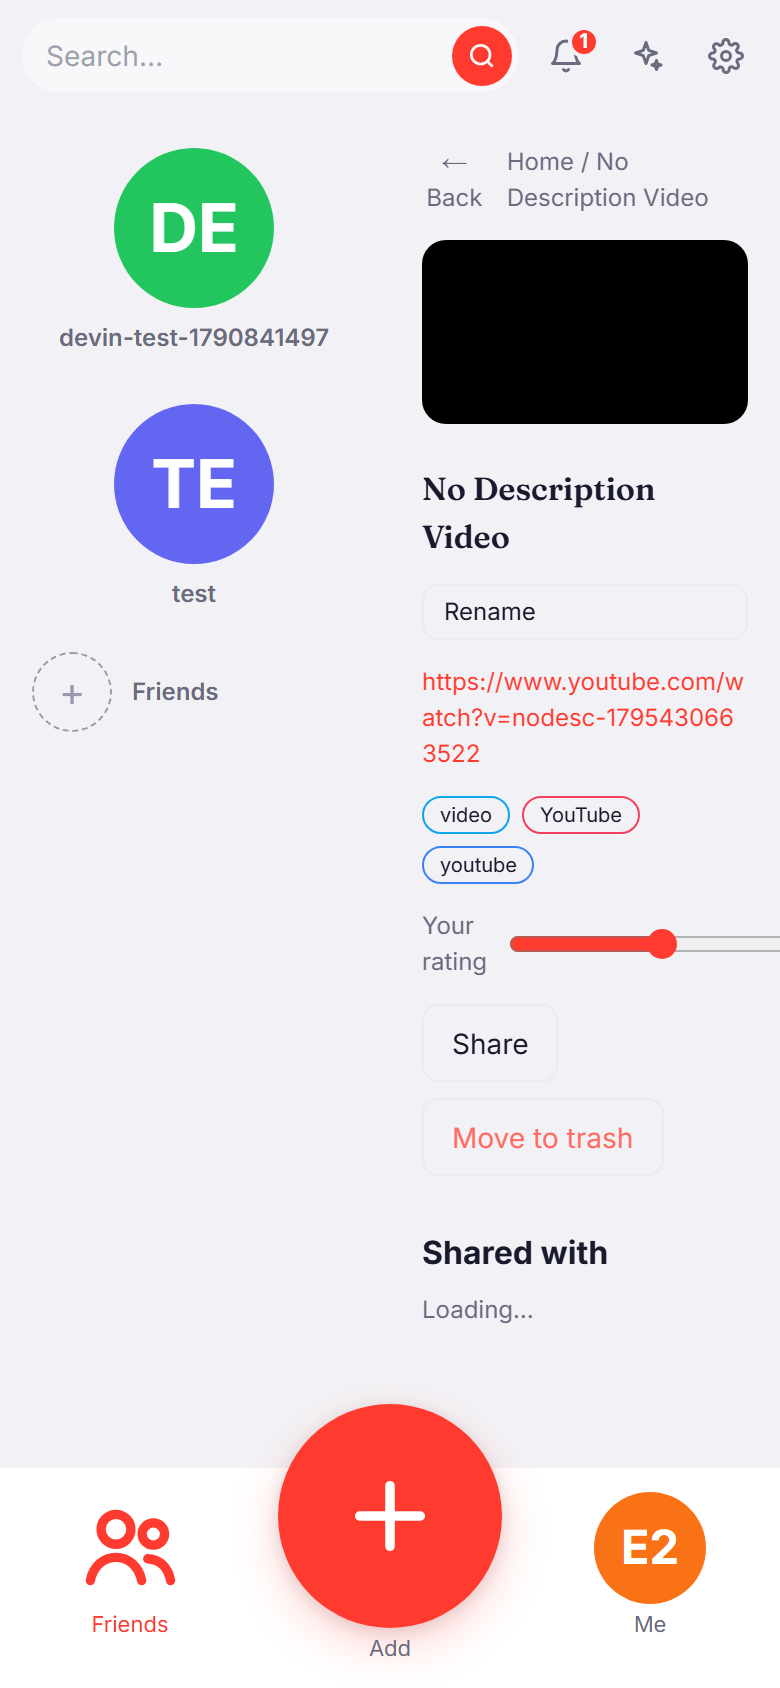 Search...
1
DE
devin-test-1790841497
TE
test
+
Friends
←
Back
Home / No
Description Video
No Description
Video
Rename
https://www.youtube.com/w
atch?v=nodesc-179543066
3522
video
YouTube
youtube
Your
rating
Share
Move to trash
Shared with
Loading...
Friends
Add
E2
Me